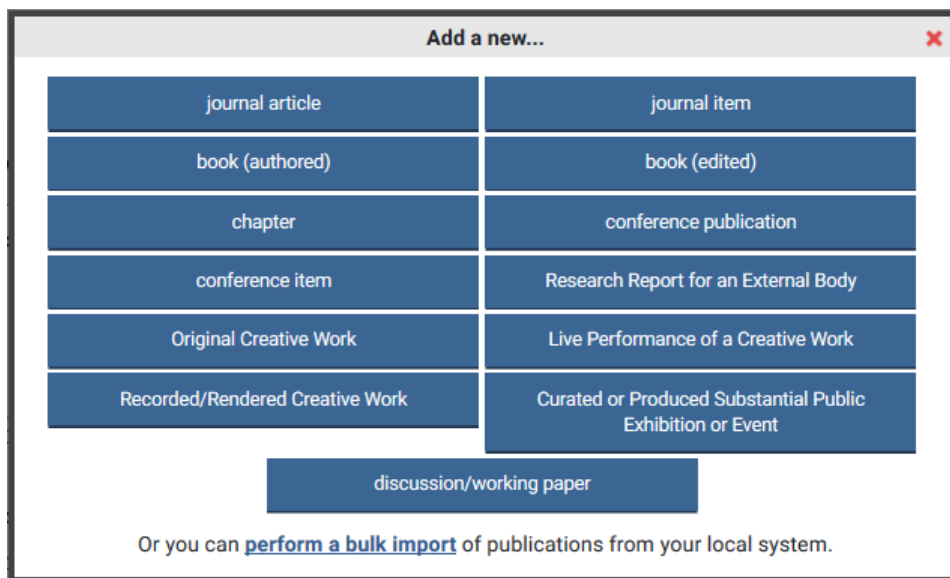 Add a new...
journal article
journal item
book (authored)
book (edited)
chapter
conference publication
conference item
Research Report for an External Body
Original Creative Work
Live Performance of a Creative Work
Recorded/Rendered Creative Work
Curated or Produced Substantial Public
Exhibition or Event
discussion/working paper
Or you can perform a bulk import of publications from your local system.